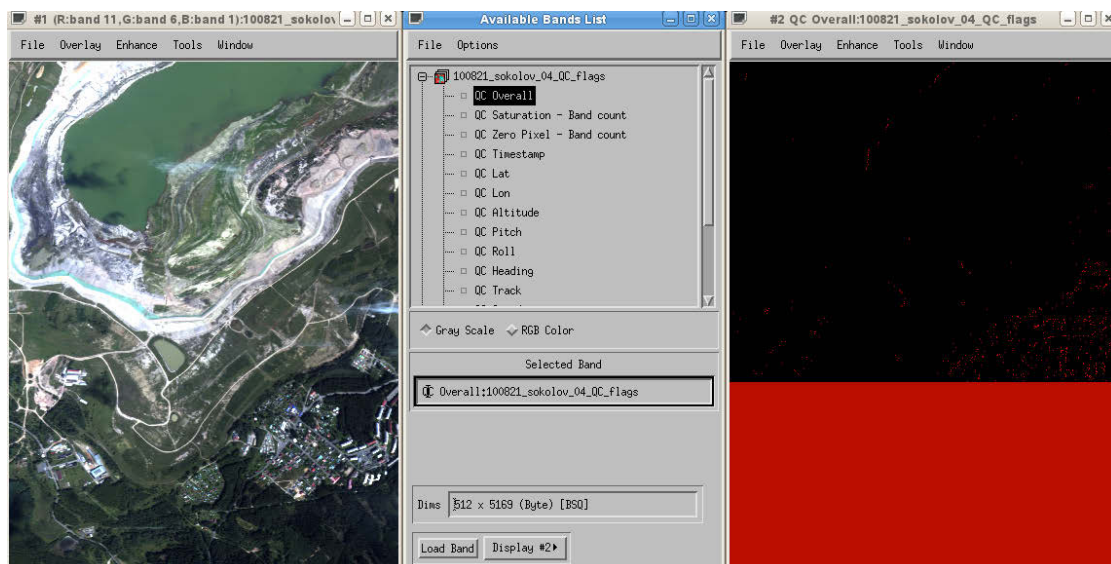 #1 (R:band 11,G:band 6,B:band 1):100821_sokolov
File Overlay Enhance Tools Window
Available Bands List
File Options
100821_sokolov_04_QC_flags
QC Overall
QC Saturation - Band count
QC Zero Pixel - Band count
QC Timestamp
QC Lat
QC Lon
QC Altitude
QC Pitch
QC Roll
QC Heading
QC Track
Gray Scale RGB Color
Selected Band
QC Overall:100821_sokolov_04_QC_flags
Dims 512 x 5169 (Byte) [BSQ]
Load Band Display #2
#2 QC Overall:100821_sokolov_04_QC_flags
File Overlay Enhance Tools Window